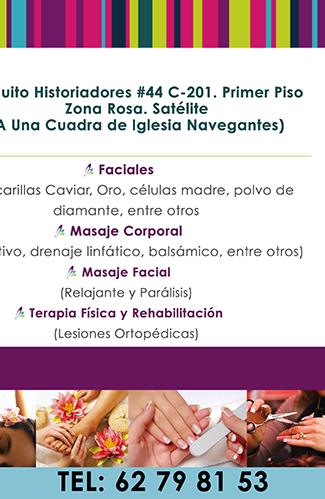 uito Historiadores #44 C-201. Primer Piso
Zona Rosa. Satélite
A Una Cuadra de Iglesia Navegantes)
Faciales
carillas Caviar, Oro, células madre, polvo de
diamante, entre otros
Masaje Corporal
tivo, drenaje linfático, balsámico, entre otros)
Masaje Facial
(Relajante y Parálisis)
Terapia Física y Rehabilitación
(Lesiones Ortopédicas)
TEL: 62 79 81 53